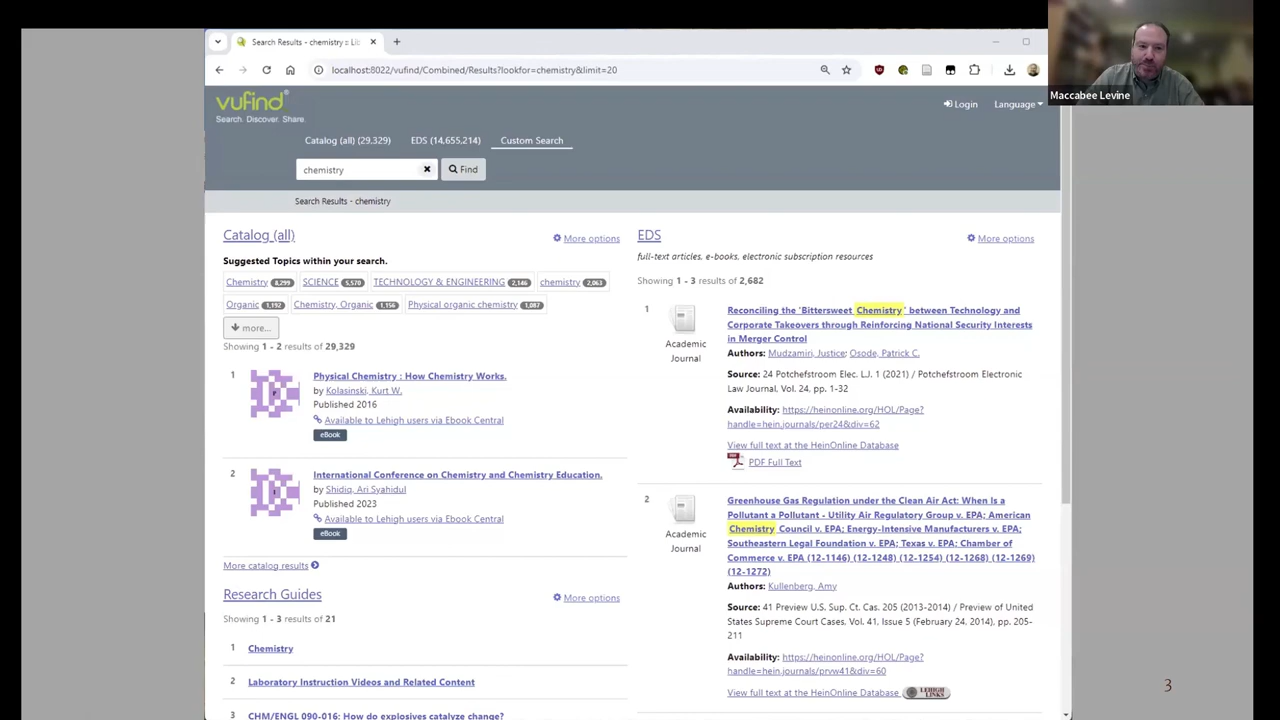 Search Results - chemistry :: Lib
localhost:8022/vufind/Combined/Results?lookfor=chemistry&limit=20
Maccabee Levine
vufind
Search. Discover. Share.
Login
Language
Catalog (all) (29,329)
EDS (14,655,214)
Custom Search
chemistry
Find
Search Results - chemistry
Catalog (all)
More options
Suggested Topics within your search.
Chemistry 8,299 SCIENCE 5,570 TECHNOLOGY & ENGINEERING 2,146 chemistry 2,063
Organic 1,192 Chemistry, Organic 1,156 Physical organic chemistry 1,087
more...
Showing 1 - 2 results of 29,329
1
P
Physical Chemistry : How Chemistry Works.
by Kolasinski, Kurt W.
Published 2016
Available to Lehigh users via Ebook Central
eBook
2
I
International Conference on Chemistry and Chemistry Education.
by Shidiq, Ari Syahidul
Published 2023
Available to Lehigh users via Ebook Central
eBook
More catalog results
Research Guides
More options
Showing 1 - 3 results of 21
1 Chemistry
2 Laboratory Instruction Videos and Related Content
3 CHM/ENGL 090-016: How do explosives catalyze change?
EDS
More options
full-text articles, e-books, electronic subscription resources
Showing 1 - 3 results of 2,682
1
Academic
Journal
Reconciling the 'Bittersweet Chemistry' between Technology and
Corporate Takeovers through Reinforcing National Security Interests
in Merger Control
Authors: Mudzamiri, Justice; Osode, Patrick C.
Source: 24 Potchefstroom Elec. L.J. 1 (2021) / Potchefstroom Electronic
Law Journal, Vol. 24, pp. 1-32
Availability: https://heinonline.org/HOL/Page?
handle=hein.journals/per24&div=62
View full text at the HeinOnline Database
PDF Full Text
2
Academic
Journal
Greenhouse Gas Regulation under the Clean Air Act: When Is a
Pollutant a Pollutant - Utility Air Regulatory Group v. EPA; American
Chemistry Council v. EPA; Energy-Intensive Manufacturers v. EPA;
Southeastern Legal Foundation v. EPA; Texas v. EPA; Chamber of
Commerce v. EPA (12-1146) (12-1248) (12-1254) (12-1268) (12-1269)
(12-1272)
Authors: Kullenberg, Amy
Source: 41 Preview U.S. Sup. Ct. Cas. 205 (2013-2014) / Preview of United
States Supreme Court Cases, Vol. 41, Issue 5 (February 24, 2014), pp. 205-
211
Availability: https://heinonline.org/HOL/Page?
handle=hein.journals/prvw41&div=60
View full text at the HeinOnline Database
LEHIGH
LINKS
3